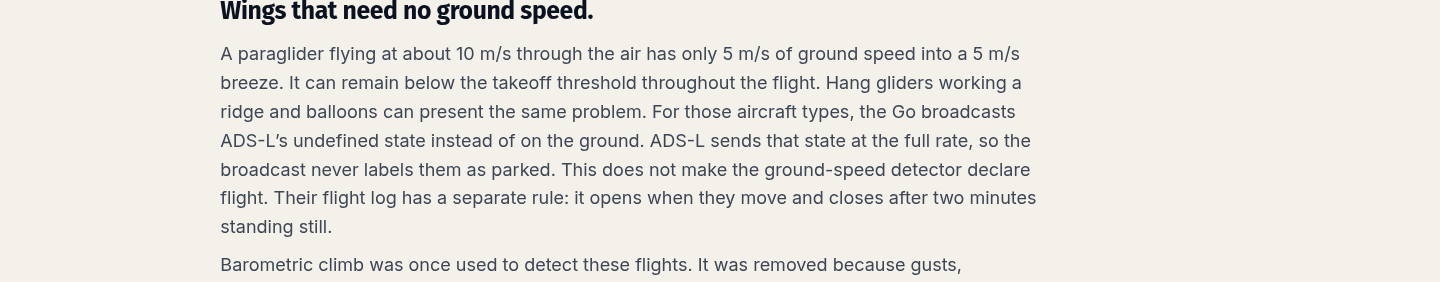 Wings that need no ground speed.
A paraglider flying at about 10 m/s through the air has only 5 m/s of ground speed into a 5 m/s
breeze. It can remain below the takeoff threshold throughout the flight. Hang gliders working a
ridge and balloons can present the same problem. For those aircraft types, the Go broadcasts
ADS-L’s undefined state instead of on the ground. ADS-L sends that state at the full rate, so the
broadcast never labels them as parked. This does not make the ground-speed detector declare
flight. Their flight log has a separate rule: it opens when they move and closes after two minutes
standing still.
Barometric climb was once used to detect these flights. It was removed because gusts,